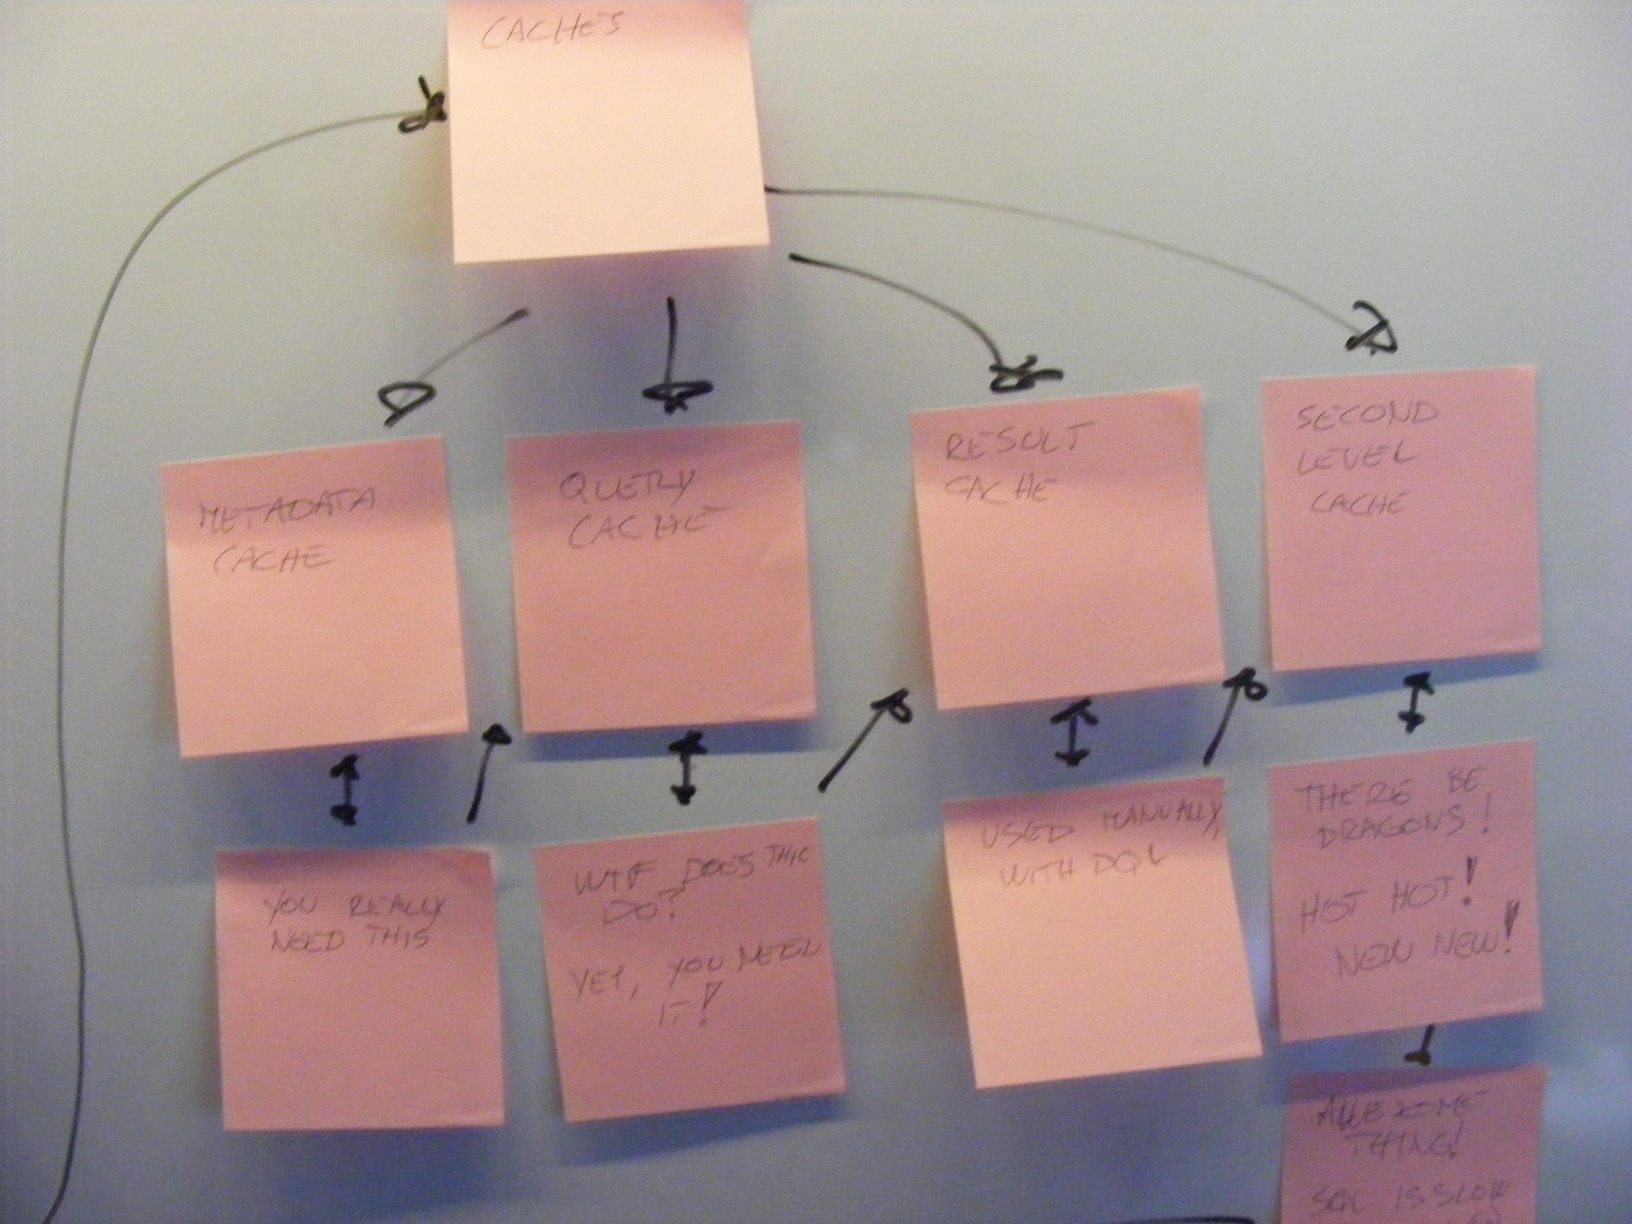 CACHES
METADATA
CACHE
QUERY
CACHE
RESULT
CACHE
SECOND
LEVEL
CACHE
YOU REALLY
NEED THIS
WTF DOES THIS
DO?
YET, YOU NEED
IT!
USED MANUALLY,
WITH DQL
THERE BE
DRAGONS!
HOT HOT!
NEW NEW!
AWESOME
THING!
SQL IS SLOW